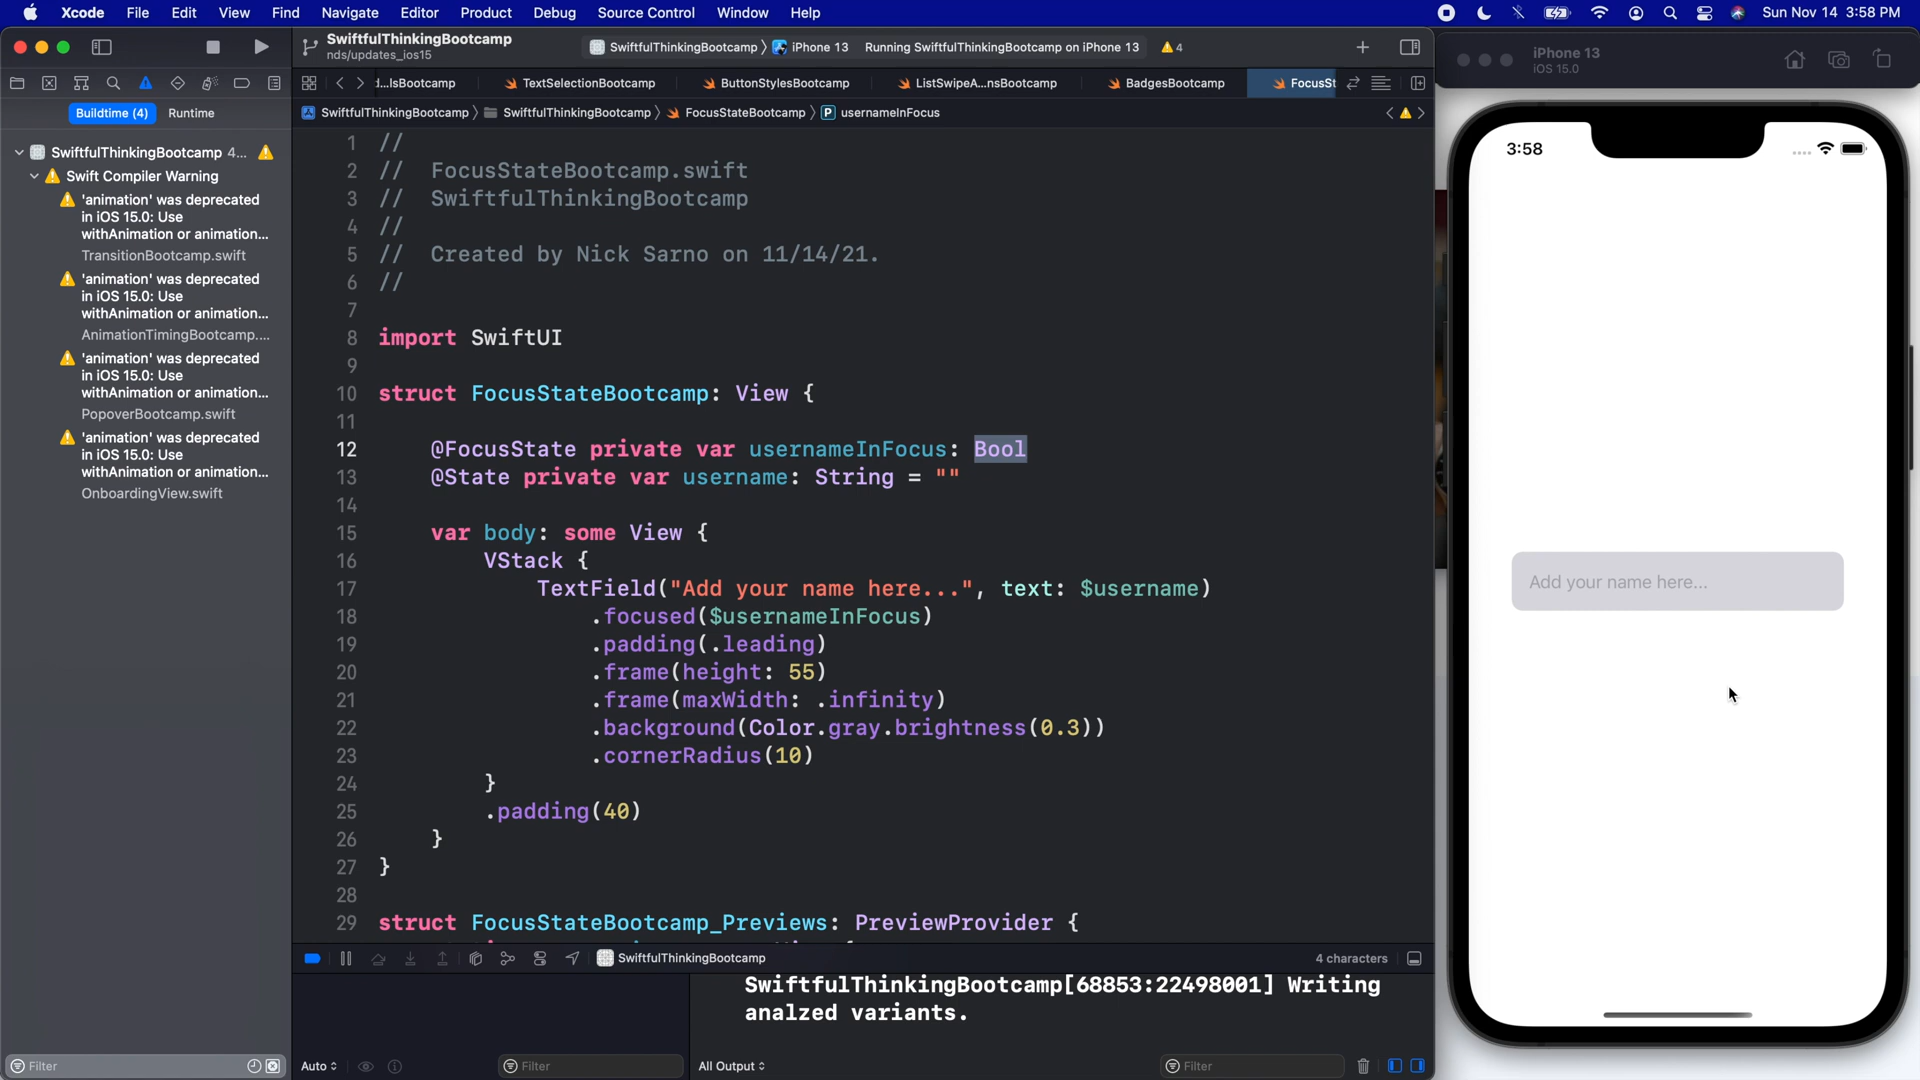 Xcode File Edit View Find Navigate Editor Product Debug Source Control Window Help Sun Nov 14 3:58 PM
SwiftfulThinkingBootcamp
nds/updates_ios15
SwiftfulThinkingBootcamp iPhone 13 Running SwiftfulThinkingBootcamp on iPhone 13 4
iPhone 13
iOS 15.0
...lsBootcamp TextSelectionBootcamp ButtonStylesBootcamp ListSwipeA...nsBootcamp BadgesBootcamp FocusSt
Buildtime (4) Runtime
SwiftfulThinkingBootcamp SwiftfulThinkingBootcamp FocusStateBootcamp P usernameInFocus
SwiftfulThinkingBootcamp 4...
Swift Compiler Warning
'animation' was deprecated
in iOS 15.0: Use
withAnimation or animation...
TransitionBootcamp.swift
'animation' was deprecated
in iOS 15.0: Use
withAnimation or animation...
AnimationTimingBootcamp....
'animation' was deprecated
in iOS 15.0: Use
withAnimation or animation...
PopoverBootcamp.swift
'animation' was deprecated
in iOS 15.0: Use
withAnimation or animation...
OnboardingView.swift
Filter
1 //
2 // FocusStateBootcamp.swift
3 // SwiftfulThinkingBootcamp
4 //
5 // Created by Nick Sarno on 11/14/21.
6 //
7
8 import SwiftUI
9
10 struct FocusStateBootcamp: View {
11
12 @FocusState private var usernameInFocus: Bool
13 @State private var username: String = ""
14
15 var body: some View {
16 VStack {
17 TextField("Add your name here...", text: $username)
18 .focused($usernameInFocus)
19 .padding(.leading)
20 .frame(height: 55)
21 .frame(maxWidth: .infinity)
22 .background(Color.gray.brightness(0.3))
23 .cornerRadius(10)
24 }
25 .padding(40)
26 }
27 }
28
29 struct FocusStateBootcamp_Previews: PreviewProvider {
SwiftfulThinkingBootcamp 4 characters
SwiftfulThinkingBootcamp[68853:22498001] Writing
analzed variants.
Auto Filter All Output Filter
3:58
Add your name here...